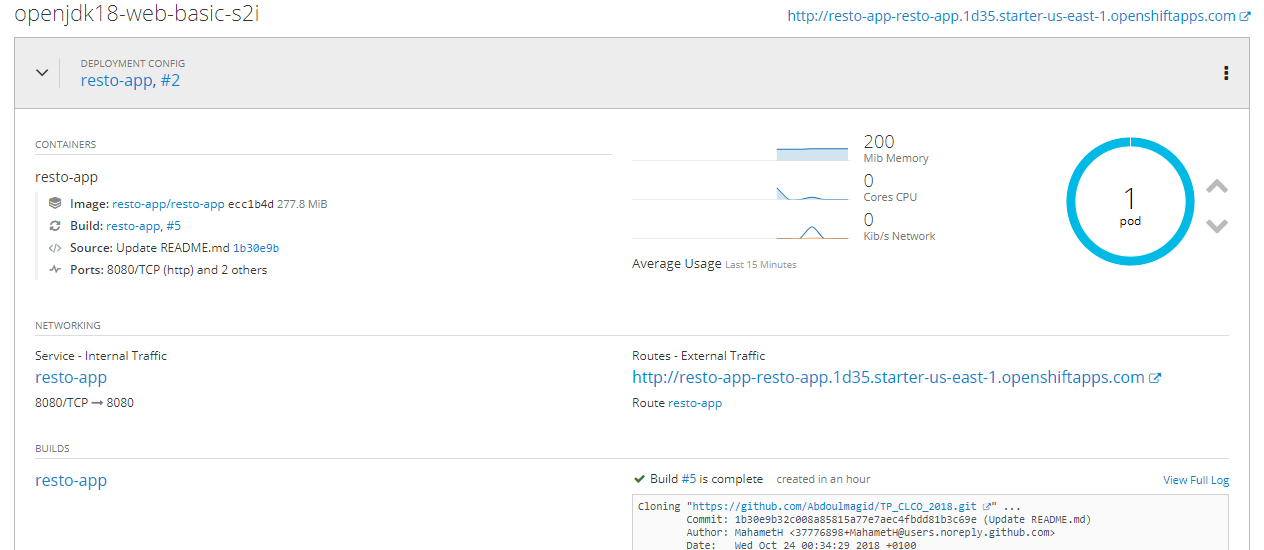 openjdk18-web-basic-s2i
http://resto-app-resto-app.1d35.starter-us-east-1.openshiftapps.com
DEPLOYMENT CONFIG
resto-app, #2
CONTAINERS
resto-app
Image: resto-app/resto-app ecc1b4d 277.8 MiB
Build: resto-app, #5
Source: Update README.md 1b30e9b
Ports: 8080/TCP (http) and 2 others
200
Mib Memory
0
Cores CPU
0
Kib/s Network
Average Usage Last 15 Minutes
1
pod
NETWORKING
Service - Internal Traffic
resto-app
8080/TCP → 8080
Routes - External Traffic
http://resto-app-resto-app.1d35.starter-us-east-1.openshiftapps.com
Route resto-app
BUILDS
resto-app
Build #5 is complete created in an hour
View Full Log
Cloning "https://github.com/Abdoulmagid/TP_CLCO_2018.git" ...
Commit: 1b30e9b32c008a85815a77e7aec4fbdd81b3c69e (Update README.md)
Author: MahametH <37776898+MahametH@users.noreply.github.com>
Date: Wed Oct 24 00:34:29 2018 +0100